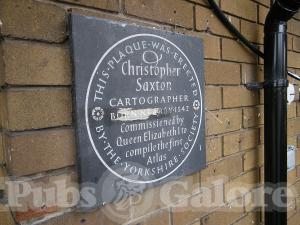 THIS PLAQUE WAS ERECTED
BY THE YORKSHIRE SOCIETY
Christopher
Saxton
CARTOGRAPHER
1542
Commissioned by
Queen Elizabeth I to
compile the first
Atlas
Pubs Galore